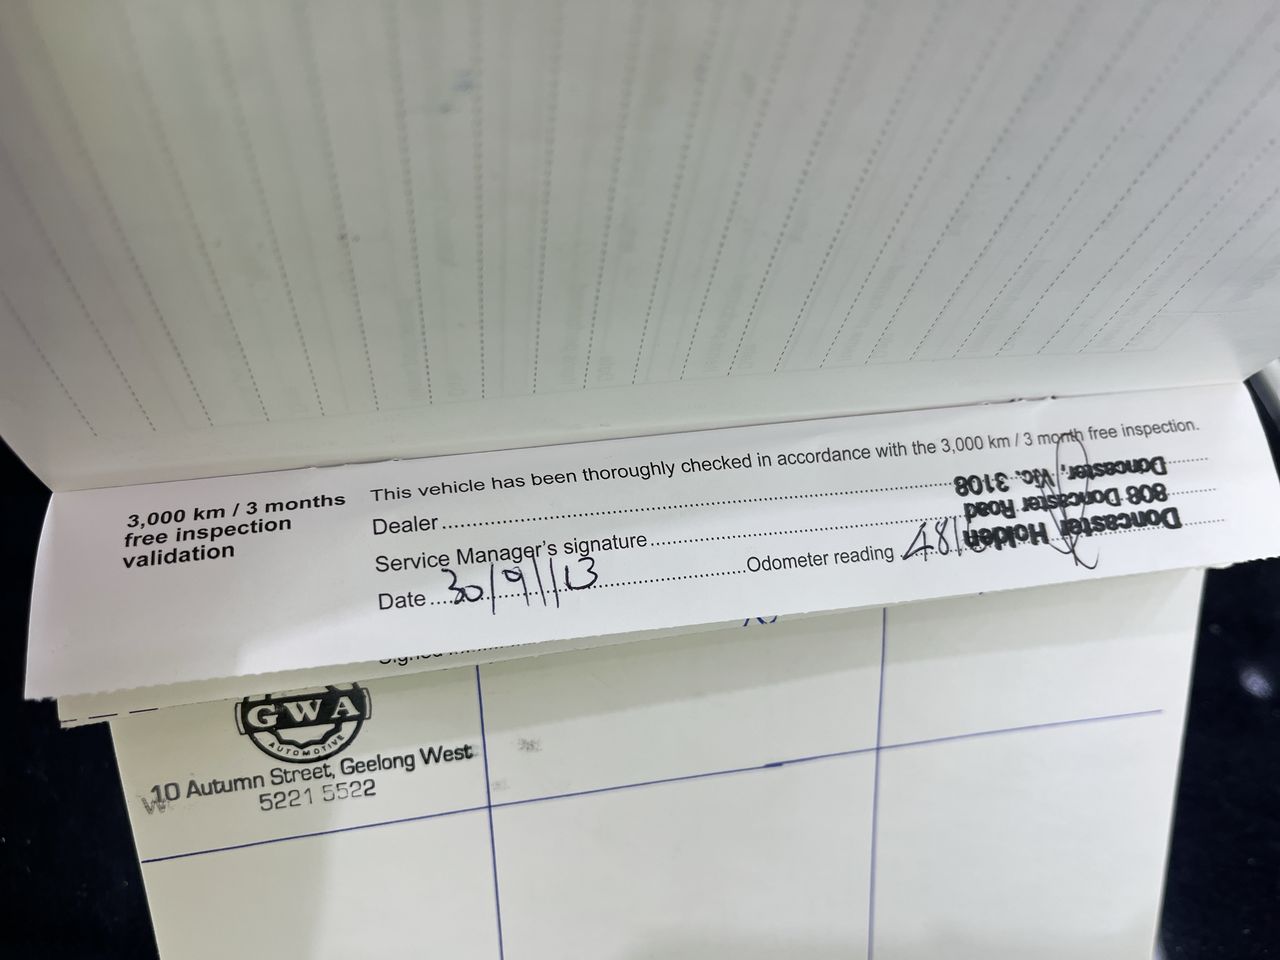 3,000 km / 3 months
free inspection
validation
This vehicle has been thoroughly checked in accordance with the 3,000 km / 3 month free inspection.
Dealer
Service Manager's signature
Date 30/9/13 Odometer reading 481
Doncaster Holden
808 Doncaster Road
Doncaster, Vic. 3108
Signed
GWA
AUTOMOTIVE
10 Autumn Street, Geelong West
5221 5522